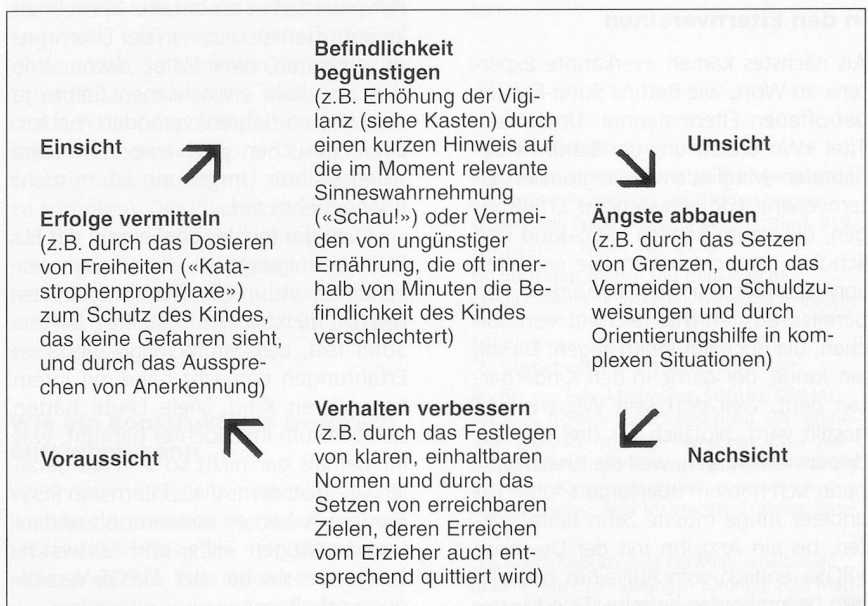 Befindlichkeit
begünstigen
(z.B. Erhöhung der Vigi-
lanz (siehe Kasten) durch
einen kurzen Hinweis auf
die im Moment relevante
Sinneswahrnehmung
(«Schau!») oder Vermei-
den von ungünstiger
Ernährung, die oft inner-
halb von Minuten die Be-
findlichkeit des Kindes
verschlechtert)
Einsicht
Umsicht
Erfolge vermitteln
(z.B. durch das Dosieren
von Freiheiten («Kata-
strophenprophylaxe»)
zum Schutz des Kindes,
das keine Gefahren sieht,
und durch das Ausspre-
chen von Anerkennung)
Ängste abbauen
(z.B. durch das Setzen
von Grenzen, durch das
Vermeiden von Schuldzu-
weisungen und durch
Orientierungshilfe in kom-
plexen Situationen)
Voraussicht
Nachsicht
Verhalten verbessern
(z.B. durch das Festlegen
von klaren, einhaltbaren
Normen und durch das
Setzen von erreichbaren
Zielen, deren Erreichen
vom Erzieher auch ent-
sprechend quittiert wird)